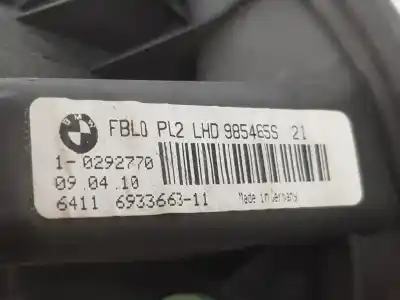 BMW
FBL0 PL2 LHD 985465S 21
1-0292770
09.04.10
6411 6933663-11 Made in Germany